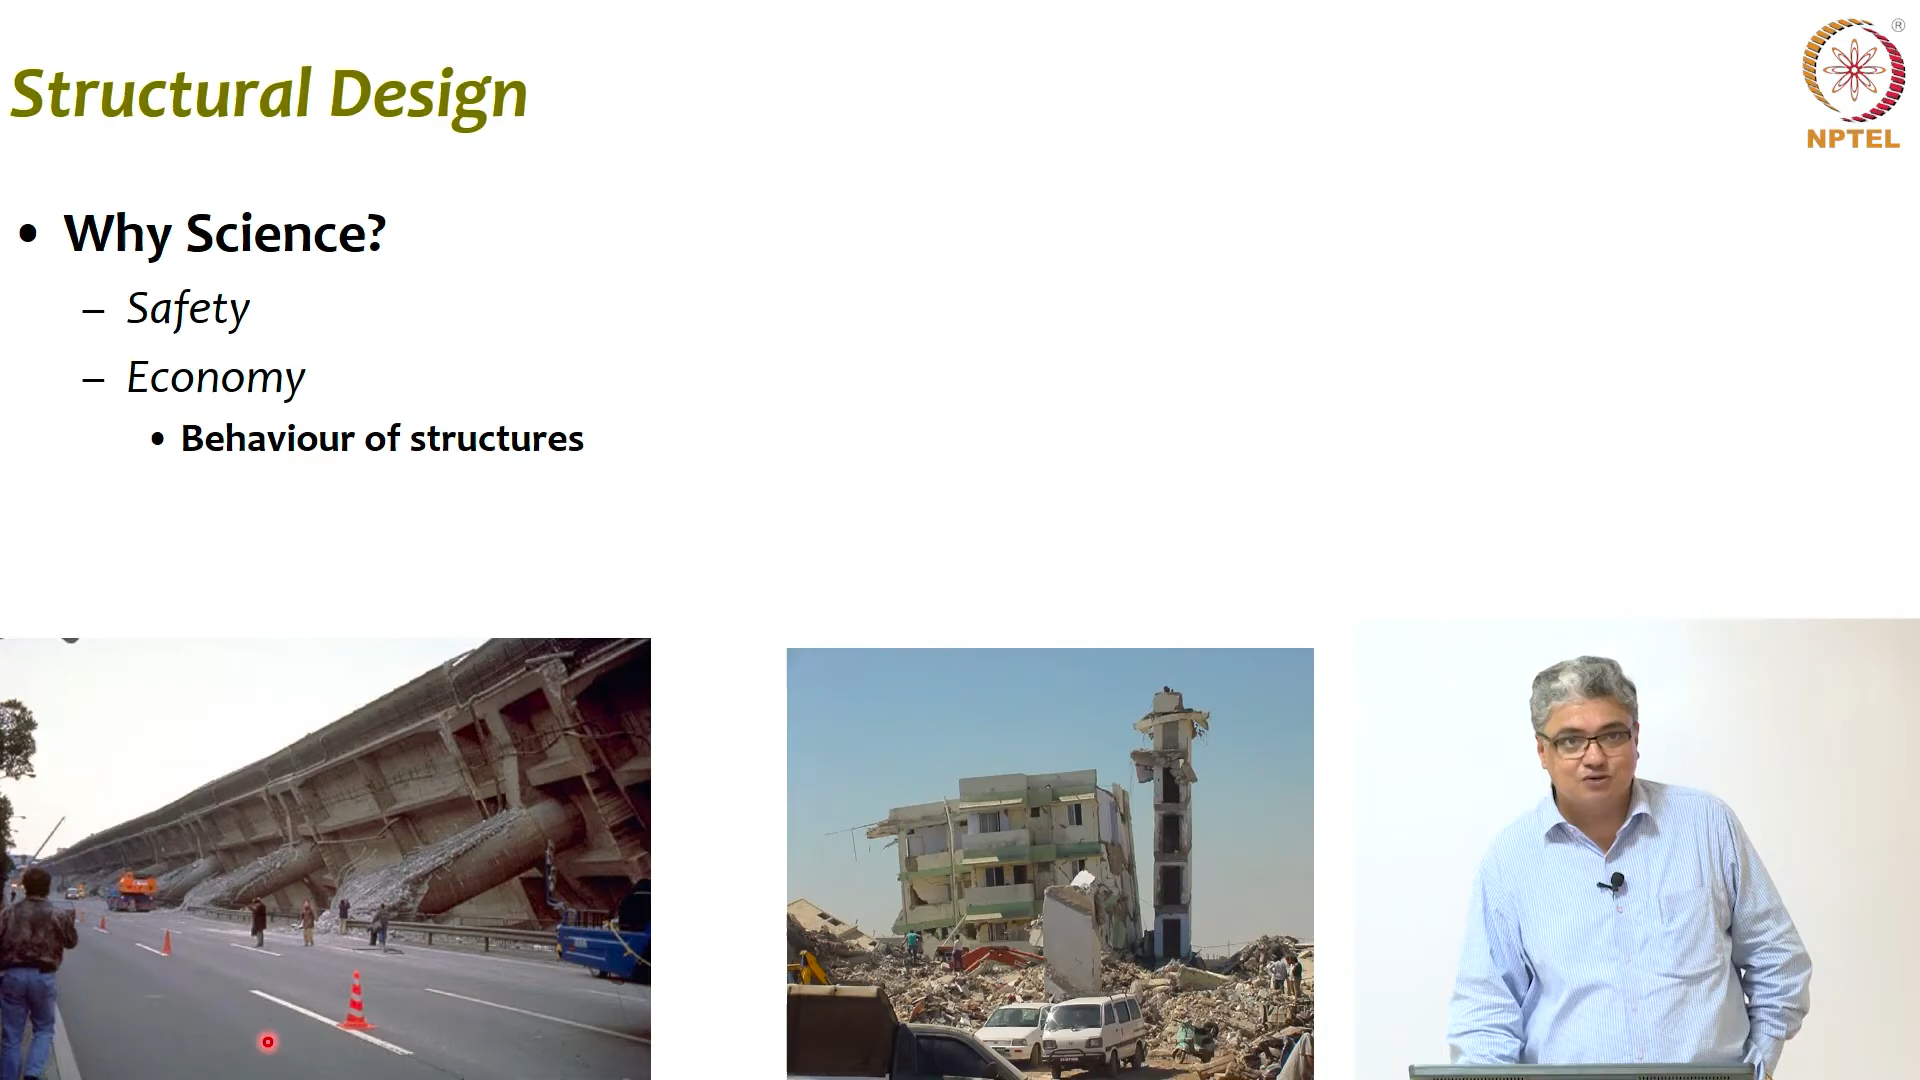 Structural Design
• Why Science?
– Safety
– Economy
• Behaviour of structures
®
NPTEL